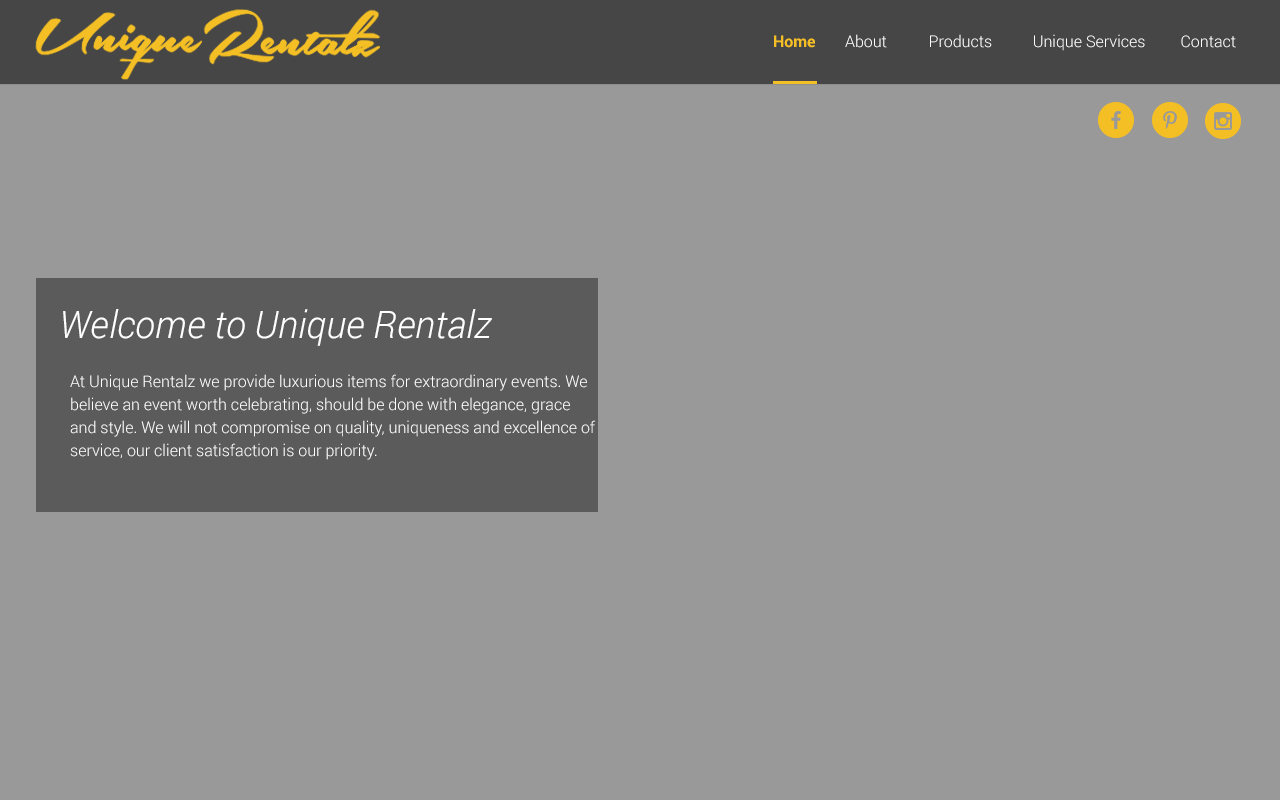 Unique Rentalz
Home About Products Unique Services Contact
Welcome to Unique Rentalz
At Unique Rentalz we provide luxurious items for extraordinary events. We
believe an event worth celebrating, should be done with elegance, grace
and style. We will not compromise on quality, uniqueness and excellence of
service, our client satisfaction is our priority.